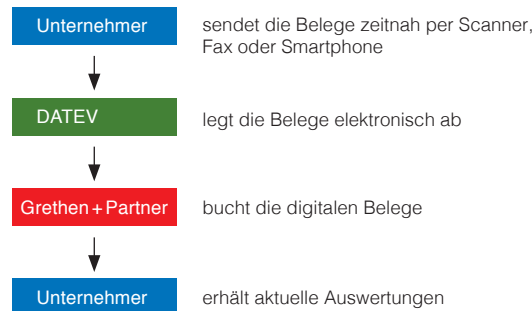 Unternehmer
sendet die Belege zeitnah per Scanner,
Fax oder Smartphone
DATEV
legt die Belege elektronisch ab
Grethen + Partner
bucht die digitalen Belege
Unternehmer
erhält aktuelle Auswertungen